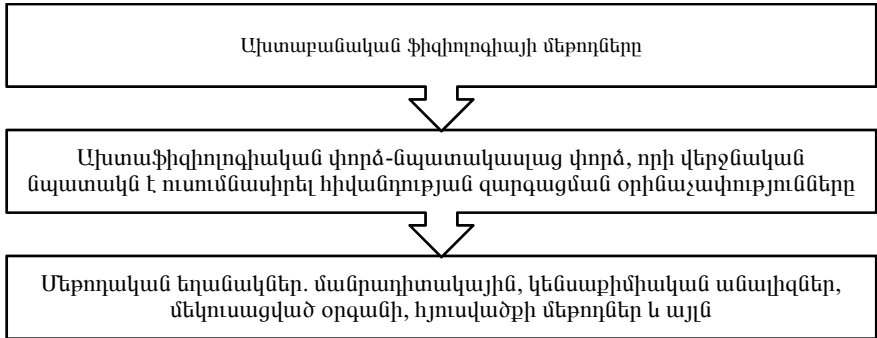 Ախտաբանական ֆիզիոլոգիայի մեթոդները
Ախտաֆիզիոլոգիական փորձ-նպատակասլաց փորձ, որի վերջնական
նպատակն է ուսումնասիրել հիվանդության զարգացման օրինաչափությունները
Մեթոդական եղանակներ. մանրադիտակային, կենսաքիմիական անալիզներ,
մեկուսացված օրգանի, հյուսվածքի մեթոդներ և այլն